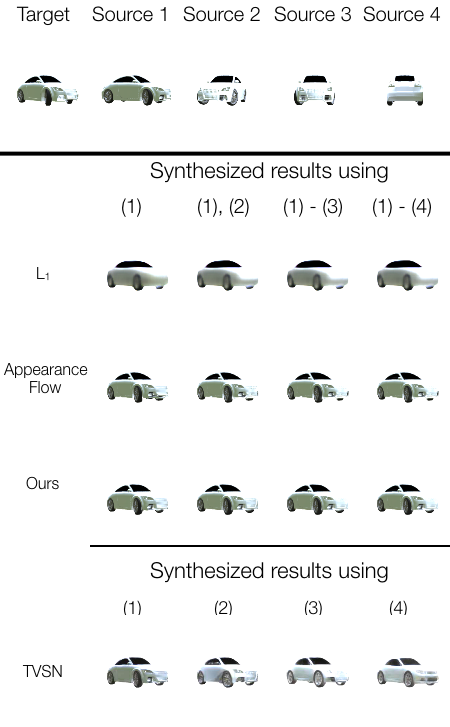 Target Source 1 Source 2 Source 3 Source 4
Synthesized results using
(1) (1), (2) (1) - (3) (1) - (4)
L₁
Appearance
Flow
Ours
Synthesized results using
(1) (2) (3) (4)
TVSN